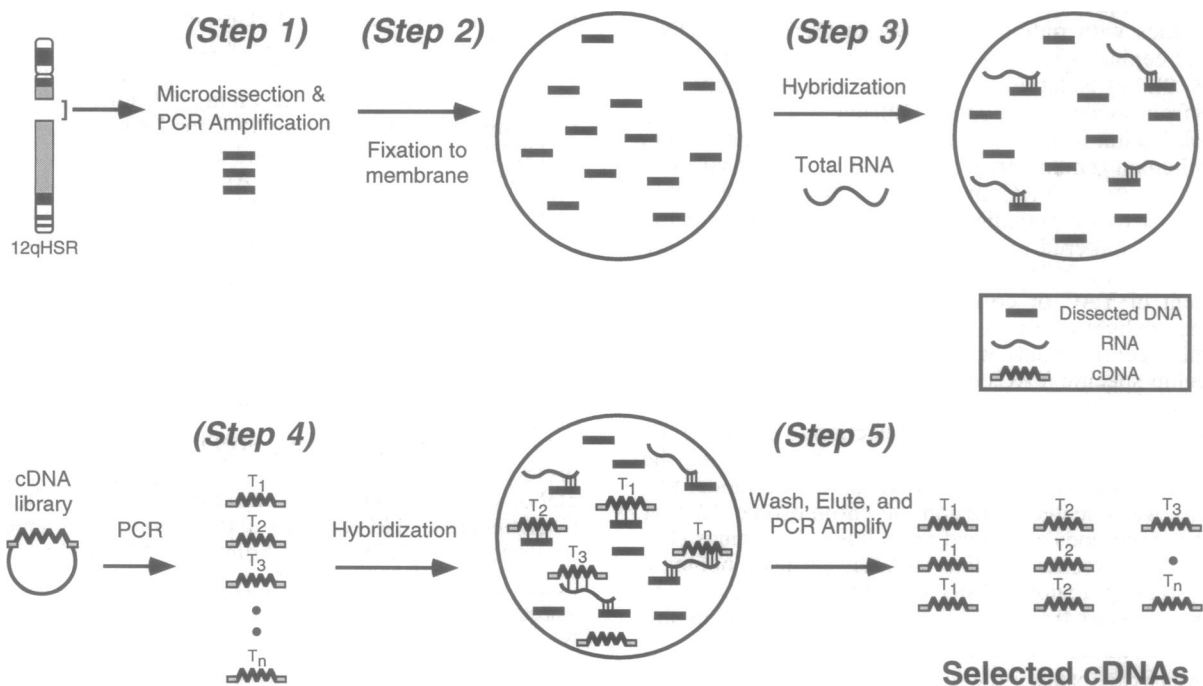 (Step 1)
(Step 2)
(Step 3)
Microdissection &
PCR Amplification
Fixation to
membrane
Hybridization
Total RNA
12qHSR
Dissected DNA
RNA
cDNA
(Step 4)
(Step 5)
cDNA
library
PCR
T1
T2
T3
Tn
Hybridization
T1
T2
T3
Tn
Wash, Elute, and
PCR Amplify
T1 T2 T3
T1 T2
T1 T2 Tn
Selected cDNAs